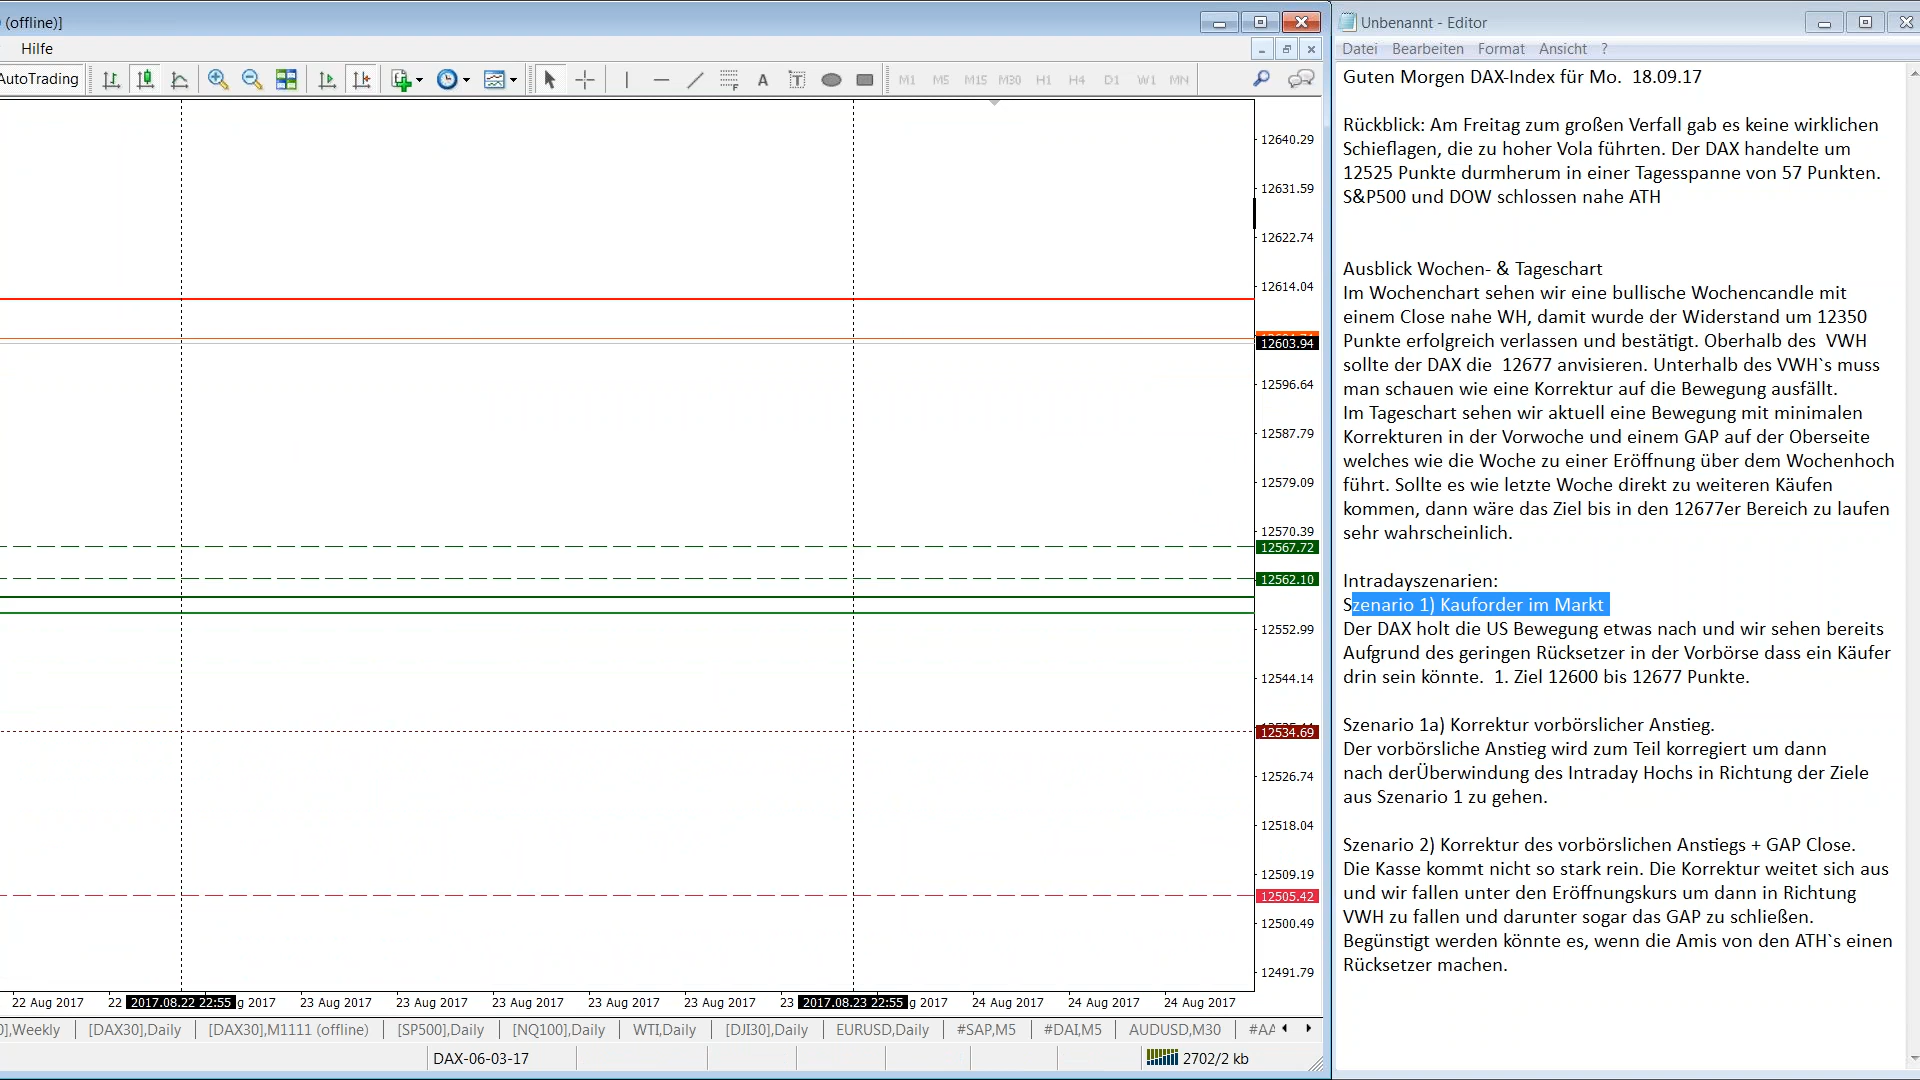 (offline)]
Hilfe
AutoTrading
M1 M5 M15 M30 H1 H4 D1 W1 MN
12640.29
12631.59
12622.74
12614.04
12603.94
12596.64
12587.79
12579.09
12570.39
12567.72
12562.10
12552.99
12544.14
12534.69
12526.74
12518.04
12509.19
12505.42
12500.49
12491.79
22 Aug 2017 22 2017.08.22 22:55 g 2017 23 Aug 2017 23 Aug 2017 23 Aug 2017 23 Aug 2017 23 Aug 2017 23 2017.08.23 22:55 g 2017 24 Aug 2017 24 Aug 2017 24 Aug 2017
],Weekly [DAX30],Daily [DAX30],M1111 (offline) [SP500],Daily [NQ100],Daily WTI,Daily [DJI30],Daily EURUSD,Daily #SAP,M5 #DAI,M5 AUDUSD,M30 #AA
DAX-06-03-17 2702/2 kb
Unbenannt - Editor
Datei Bearbeiten Format Ansicht ?
Guten Morgen DAX-Index für Mo. 18.09.17
Rückblick: Am Freitag zum großen Verfall gab es keine wirklichen
Schieflagen, die zu hoher Vola führten. Der DAX handelte um
12525 Punkte durmherum in einer Tagesspanne von 57 Punkten.
S&P500 und DOW schlossen nahe ATH
Ausblick Wochen- & Tageschart
Im Wochenchart sehen wir eine bullische Wochencandle mit
einem Close nahe WH, damit wurde der Widerstand um 12350
Punkte erfolgreich verlassen und bestätigt. Oberhalb des VWH
sollte der DAX die 12677 anvisieren. Unterhalb des VWH`s muss
man schauen wie eine Korrektur auf die Bewegung ausfällt.
Im Tageschart sehen wir aktuell eine Bewegung mit minimalen
Korrekturen in der Vorwoche und einem GAP auf der Oberseite
welches wie die Woche zu einer Eröffnung über dem Wochenhoch
führt. Sollte es wie letzte Woche direkt zu weiteren Käufen
kommen, dann wäre das Ziel bis in den 12677er Bereich zu laufen
sehr wahrscheinlich.
Intradayszenarien:
Szenario 1) Kauforder im Markt
Der DAX holt die US Bewegung etwas nach und wir sehen bereits
Aufgrund des geringen Rücksetzer in der Vorbörse dass ein Käufer
drin sein könnte. 1. Ziel 12600 bis 12677 Punkte.
Szenario 1a) Korrektur vorbörslicher Anstieg.
Der vorbörsliche Anstieg wird zum Teil korregiert um dann
nach derÜberwindung des Intraday Hochs in Richtung der Ziele
aus Szenario 1 zu gehen.
Szenario 2) Korrektur des vorbörslichen Anstiegs + GAP Close.
Die Kasse kommt nicht so stark rein. Die Korrektur weitet sich aus
und wir fallen unter den Eröffnungskurs um dann in Richtung
VWH zu fallen und darunter sogar das GAP zu schließen.
Begünstigt werden könnte es, wenn die Amis von den ATH`s einen
Rücksetzer machen.